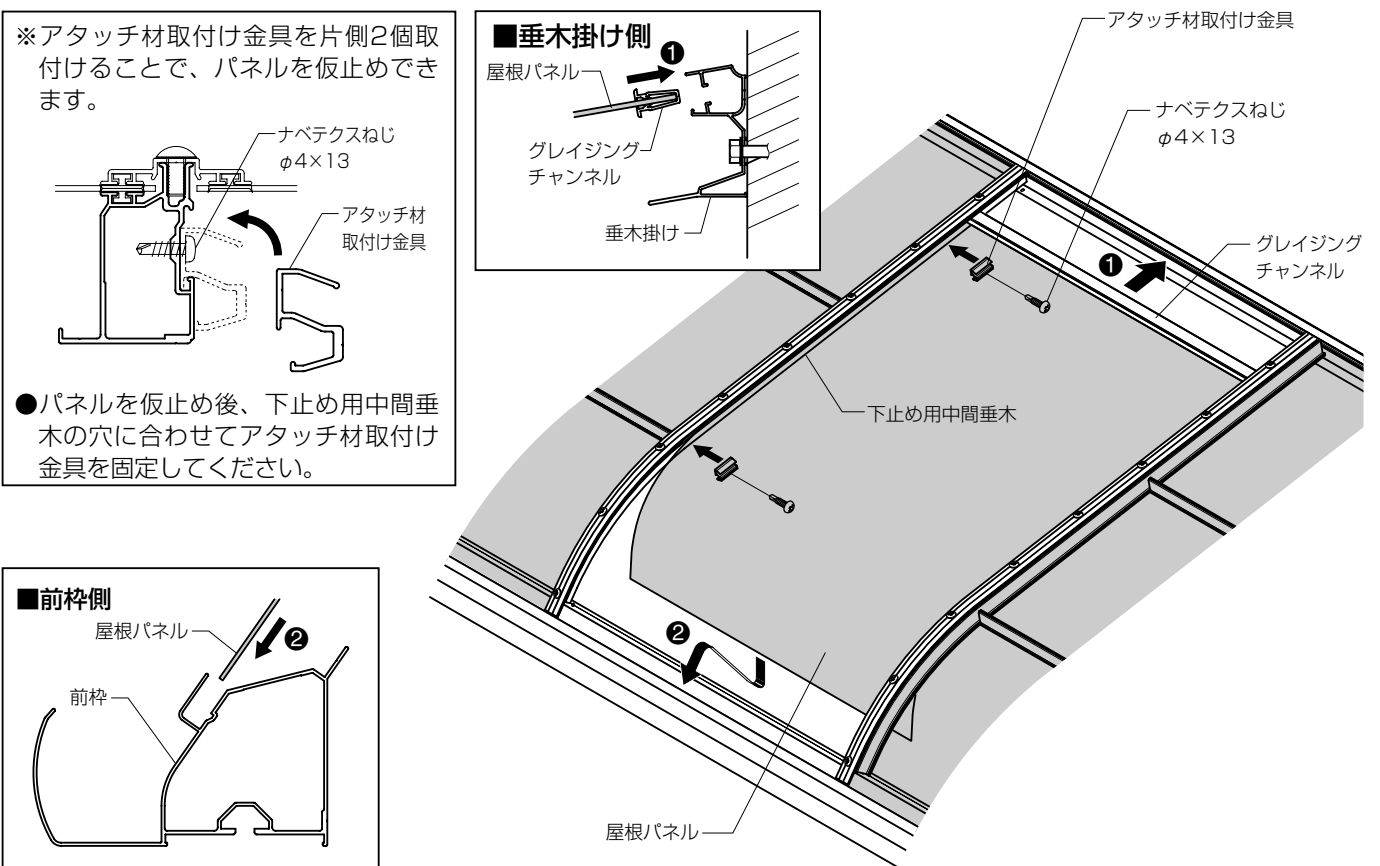 ※アタッチ材取付け金具を片側2個取
付けることで、パネルを仮止めでき
ます。
ナベテクスねじ
φ4×13
アタッチ材
取付け金具
●パネルを仮止め後、下止め用中間垂
木の穴に合わせてアタッチ材取付け
金具を固定してください。
■垂木掛け側
❶
屋根パネル
グレイジング
チャンネル
垂木掛け
アタッチ材取付け金具
ナベテクスねじ
φ4×13
グレイジング
チャンネル
❶
下止め用中間垂木
❷
屋根パネル
■前枠側
屋根パネル
❷
前枠